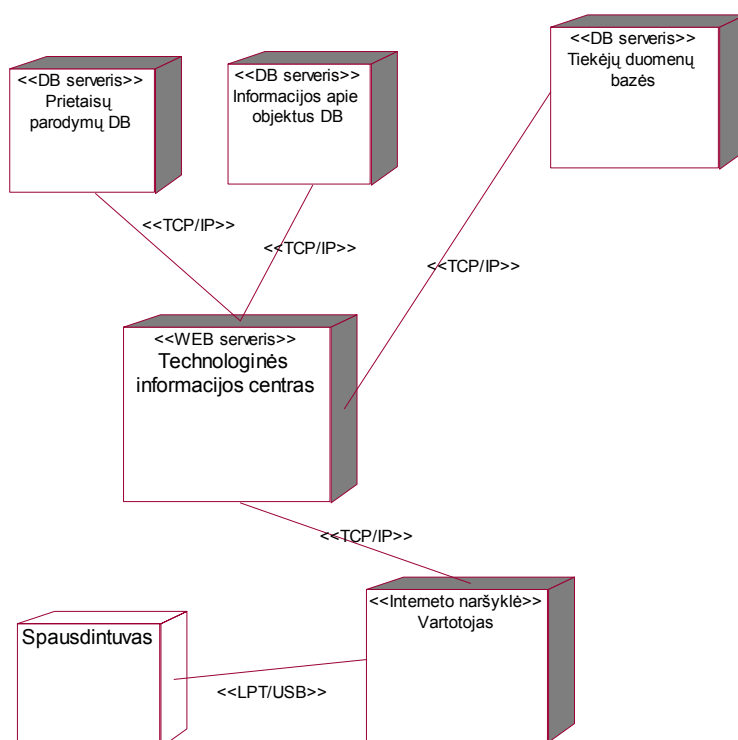 <<DB serveris>>
Prietaisų
parodymų DB
<<DB serveris>>
Informacijos apie
objektus DB
<<DB serveris>>
Tiekėjų duomenų
bazės
<<TCP/IP>>
<<TCP/IP>>
<<TCP/IP>>
<<WEB serveris>>
Technologinės
informacijos centras
<<TCP/IP>>
<<Interneto naršyklė>>
Vartotojas
Spausdintuvas
<<LPT/USB>>